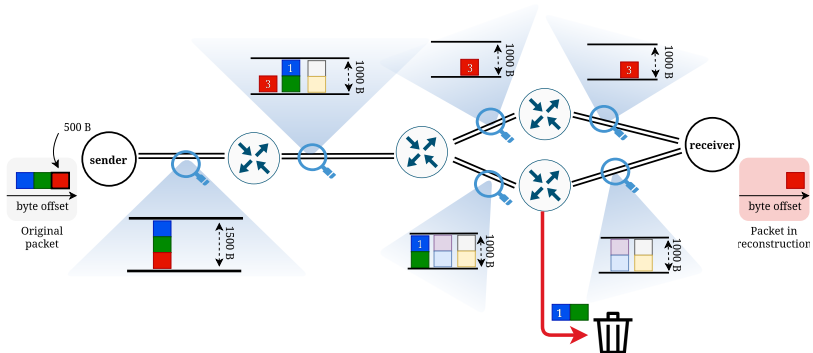 1
3
1000 B
3
1000 B
3
1000 B
500 B
sender
receiver
byte offset
Original
packet
byte offset
Packet in
reconstruction
1500 B
1
1000 B
1000 B
1